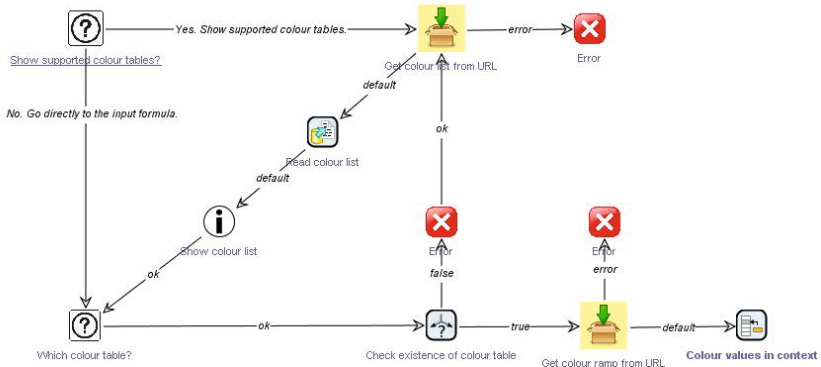 Yes. Show supported colour tables.
error
Show supported colour tables?
Get colour list from URL
Error
default
No. Go directly to the input formula.
ok
Read colour list
default
Show colour list
Error
Error
ok
false
error
ok
true
default
Which colour table?
Check existence of colour table
Get colour ramp from URL
Colour values in context